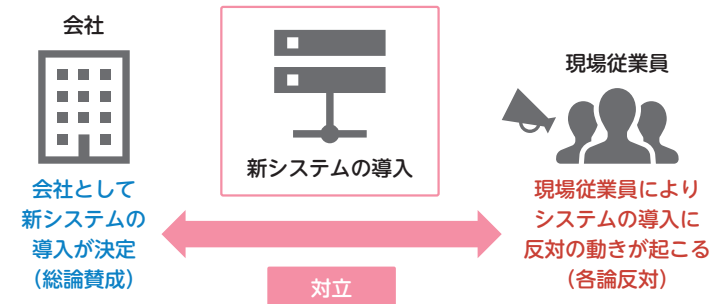 会社
新システムの導入
現場従業員
会社として
新システムの
導入が決定
（総論賛成）
現場従業員により
システムの導入に
反対の動きが起こる
（各論反対）
対立